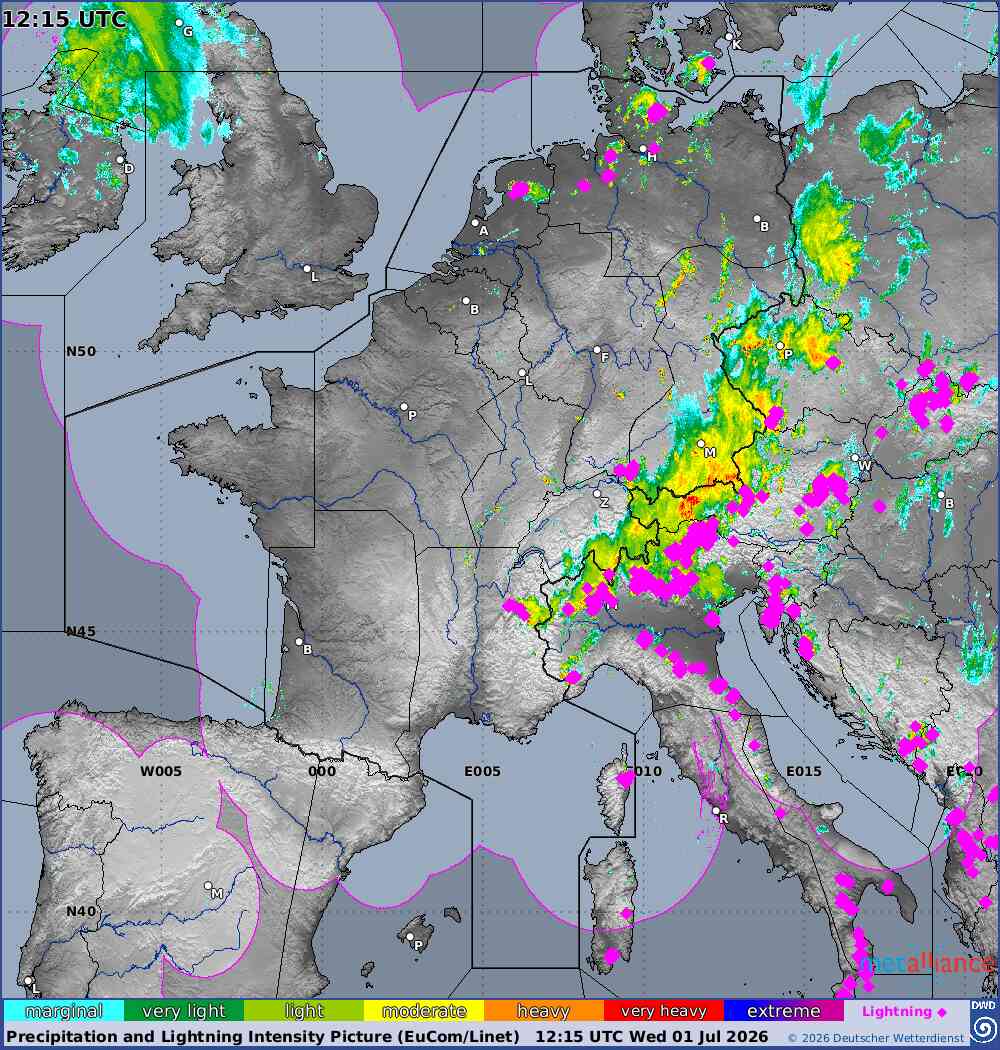 12:15 UTC
G
K
D
H
A
B
L
B
N50
F
P
L
P
M
W
Z
B
N45
B
W005
000
E005
E010
E015
E020
R
M
N40
P
L
metalliance
marginal very light light moderate heavy very heavy extreme Lightning
DWD
Precipitation and Lightning Intensity Picture (EuCom/Linet) 12:15 UTC Wed 01 Jul 2026 © 2026 Deutscher Wetterdienst